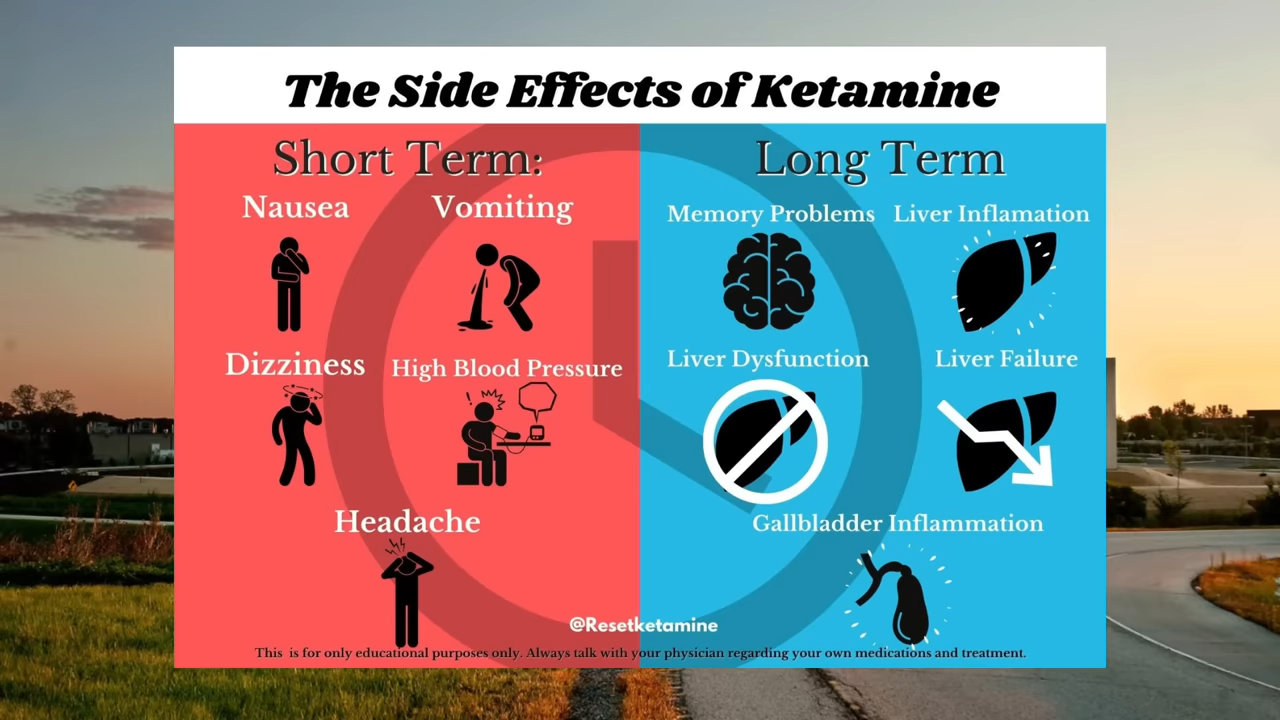 The Side Effects of Ketamine
Short Term:
Nausea
Vomiting
Dizziness
High Blood Pressure
Headache
Long Term
Memory Problems
Liver Inflamation
Liver Dysfunction
Liver Failure
Gallbladder Inflammation
@Resetketamine
This is for only educational purposes only. Always talk with your physician regarding your own medications and treatment.